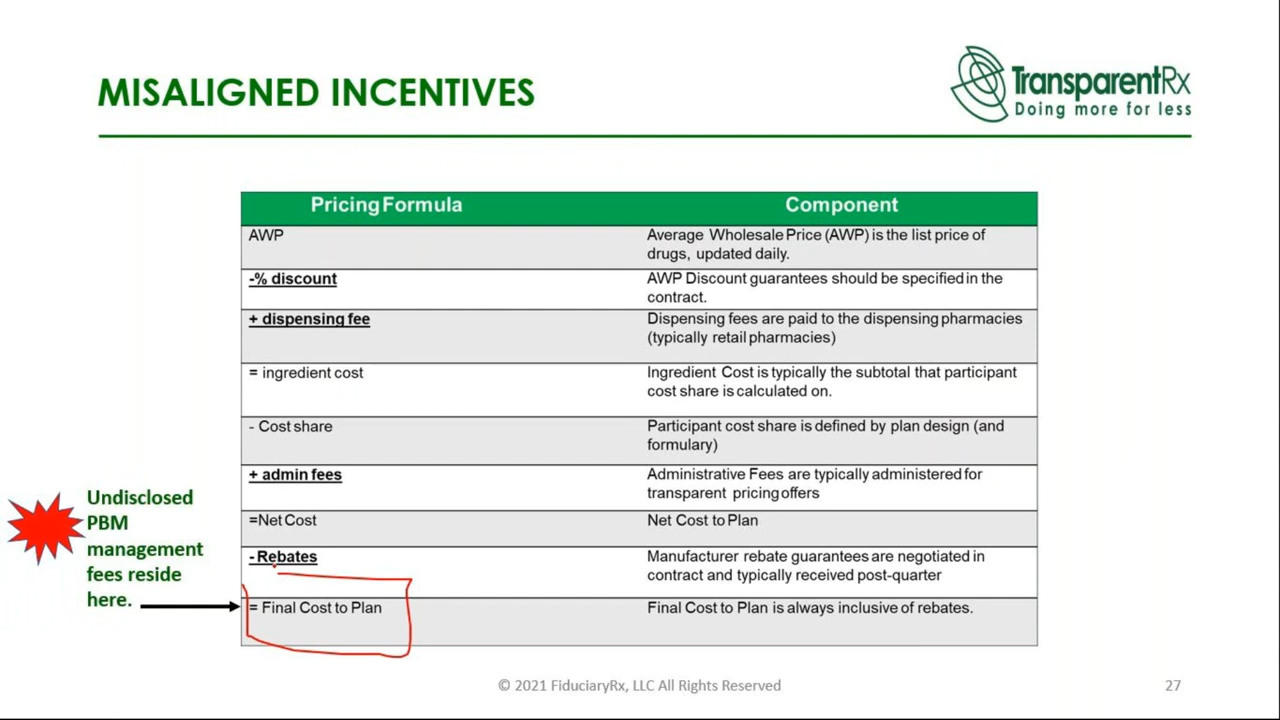 MISALIGNED INCENTIVES
TransparentRx
Doing more for less
Pricing Formula Component
AWP Average Wholesale Price (AWP) is the list price of
drugs, updated daily.
-% discount AWP Discount guarantees should be specified in the
contract.
+ dispensing fee Dispensing fees are paid to the dispensing pharmacies
(typically retail pharmacies)
= ingredient cost Ingredient Cost is typically the subtotal that participant
cost share is calculated on.
- Cost share Participant cost share is defined by plan design (and
formulary)
+ admin fees Administrative Fees are typically administered for
transparent pricing offers
=Net Cost Net Cost to Plan
- Rebates Manufacturer rebate guarantees are negotiated in
contract and typically received post-quarter
= Final Cost to Plan Final Cost to Plan is always inclusive of rebates.
Undisclosed
PBM
management
fees reside
here.
© 2021 FiduciaryRx, LLC All Rights Reserved
27